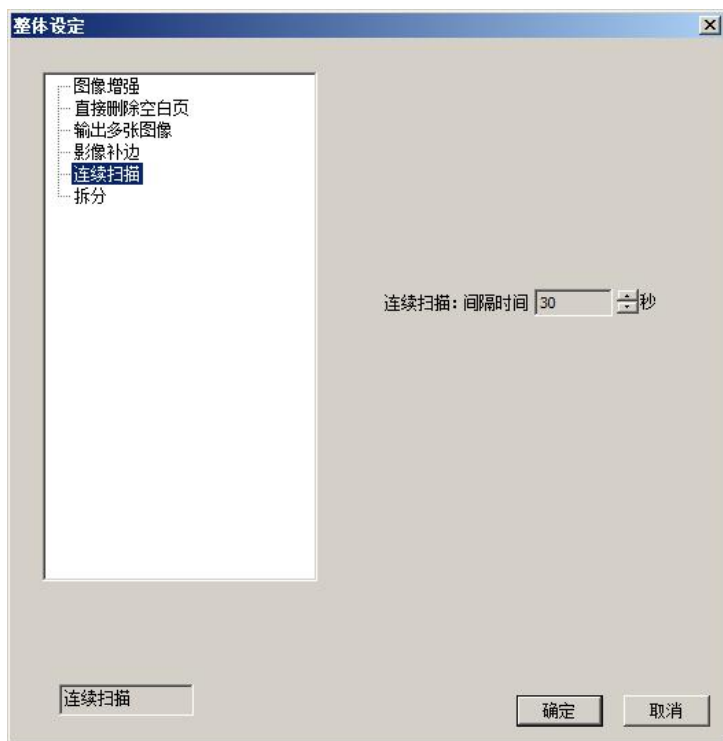 整体设定
图像增强
直接删除空白页
输出多张图像
影像补边
连续扫描
拆分
连续扫描:间隔时间 30 秒
连续扫描
确定
取消